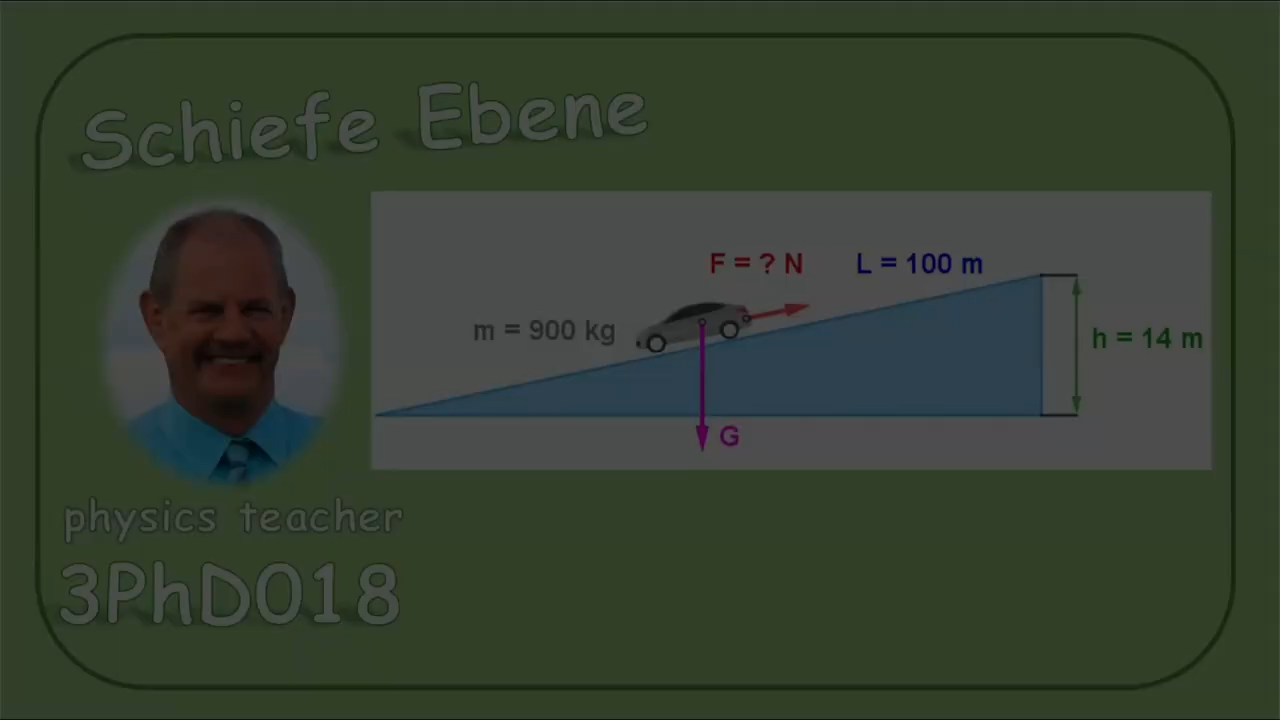 Schiefe Ebene
F = ? N
L = 100 m
m = 900 kg
h = 14 m
G
physics teacher
3PhD018